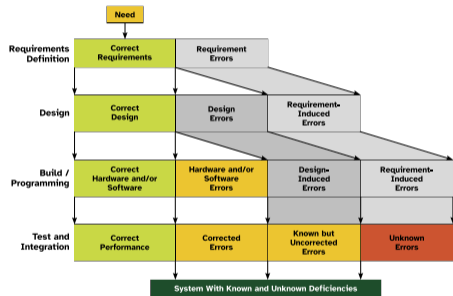 Need
Requirements
Definition
Correct
Requirements
Requirement
Errors
Design
Correct
Design
Design
Errors
Requirement-
Induced
Errors
Build /
Programming
Correct
Hardware and/or
Software
Hardware and/or
Software
Errors
Design-
Induced
Errors
Requirement-
Induced
Errors
Test and
Integration
Correct
Performance
Corrected
Errors
Known but
Uncorrected
Errors
Unknown
Errors
System With Known and Unknown Deficiencies